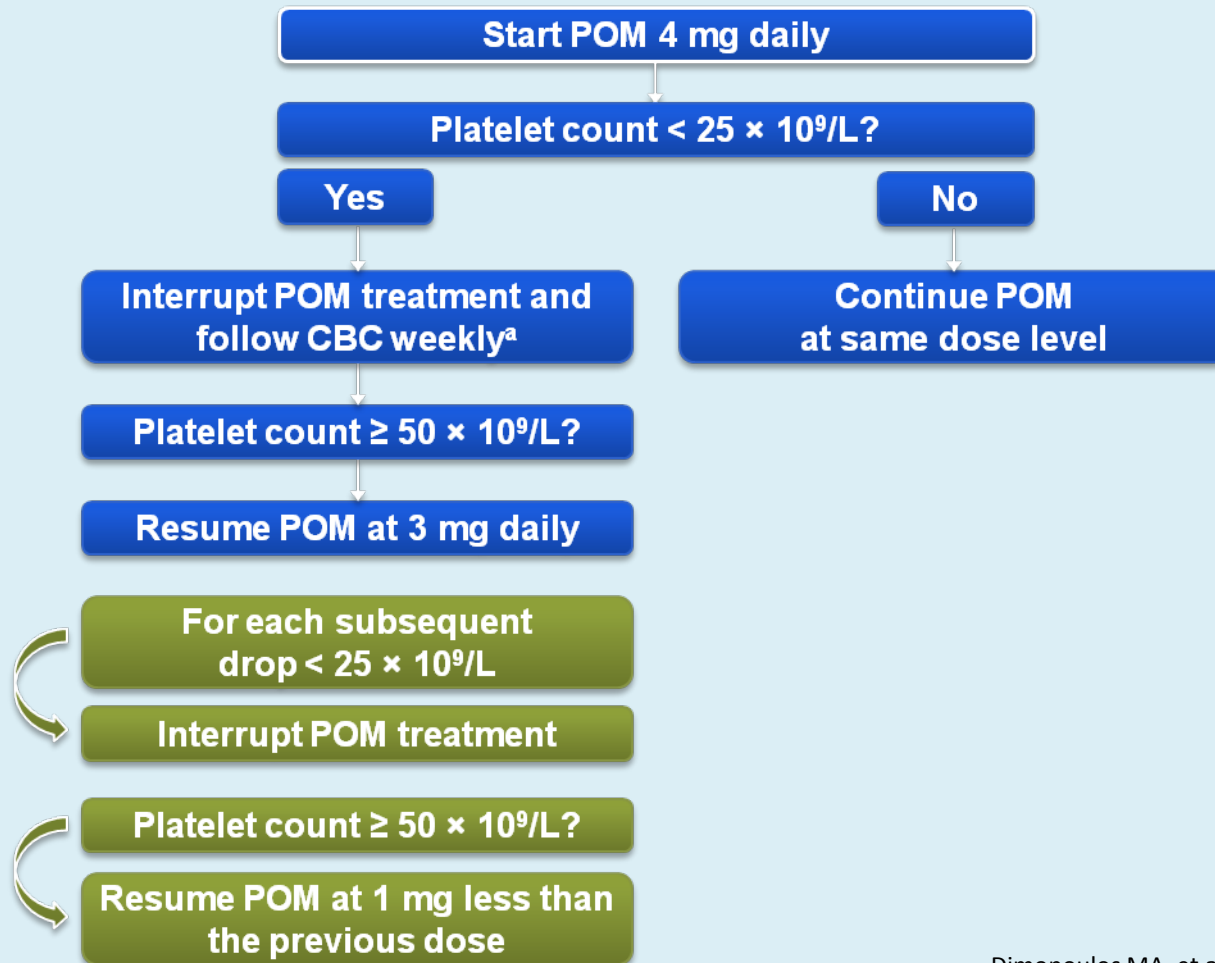 Start POM 4 mg daily
Platelet count < 25 × 10⁹/L?
Yes
No
Interrupt POM treatment and
follow CBC weeklyᵃ
Continue POM
at same dose level
Platelet count ≥ 50 × 10⁹/L?
Resume POM at 3 mg daily
For each subsequent
drop < 25 × 10⁹/L
Interrupt POM treatment
Platelet count ≥ 50 × 10⁹/L?
Resume POM at 1 mg less than
the previous dose